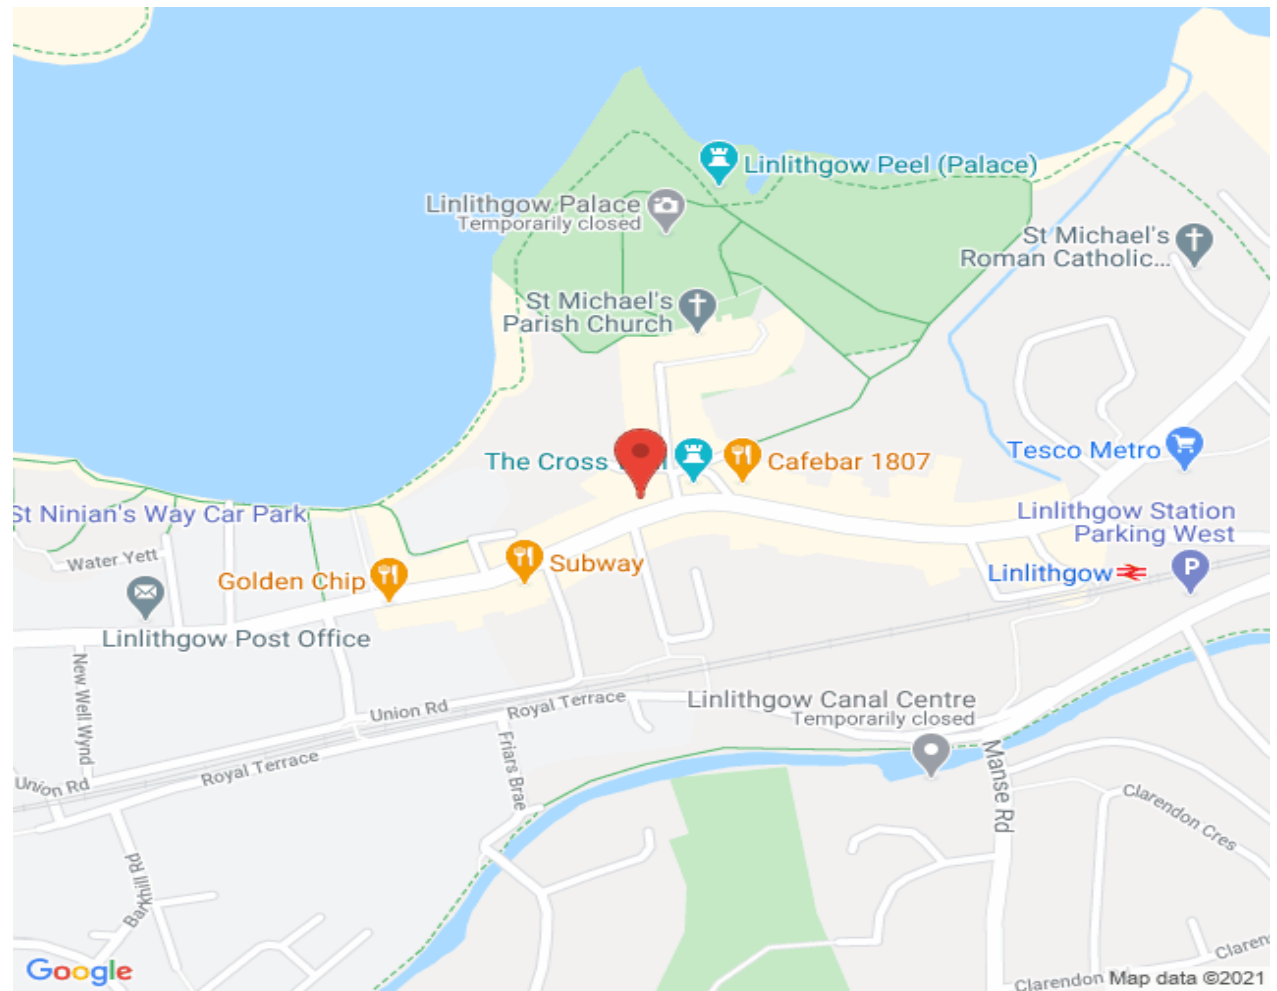 Linlithgow Peel (Palace)
Linlithgow Palace
Temporarily closed
St Michael's
Roman Catholic...
St Michael's
Parish Church
The Cross
Cafebar 1807
Tesco Metro
St Ninian's Way Car Park
Linlithgow Station
Parking West
P
Water Yett
Golden Chip
Subway
Linlithgow
Linlithgow Post Office
New Well Wynd
Union Rd
Royal Terrace
Linlithgow Canal Centre
Temporarily closed
Royal Terrace
Friars Brae
Union Rd
Manse Rd
Clarendon Cres
Barkhill Rd
Claren
Google
Clarendon
Map data ©2021